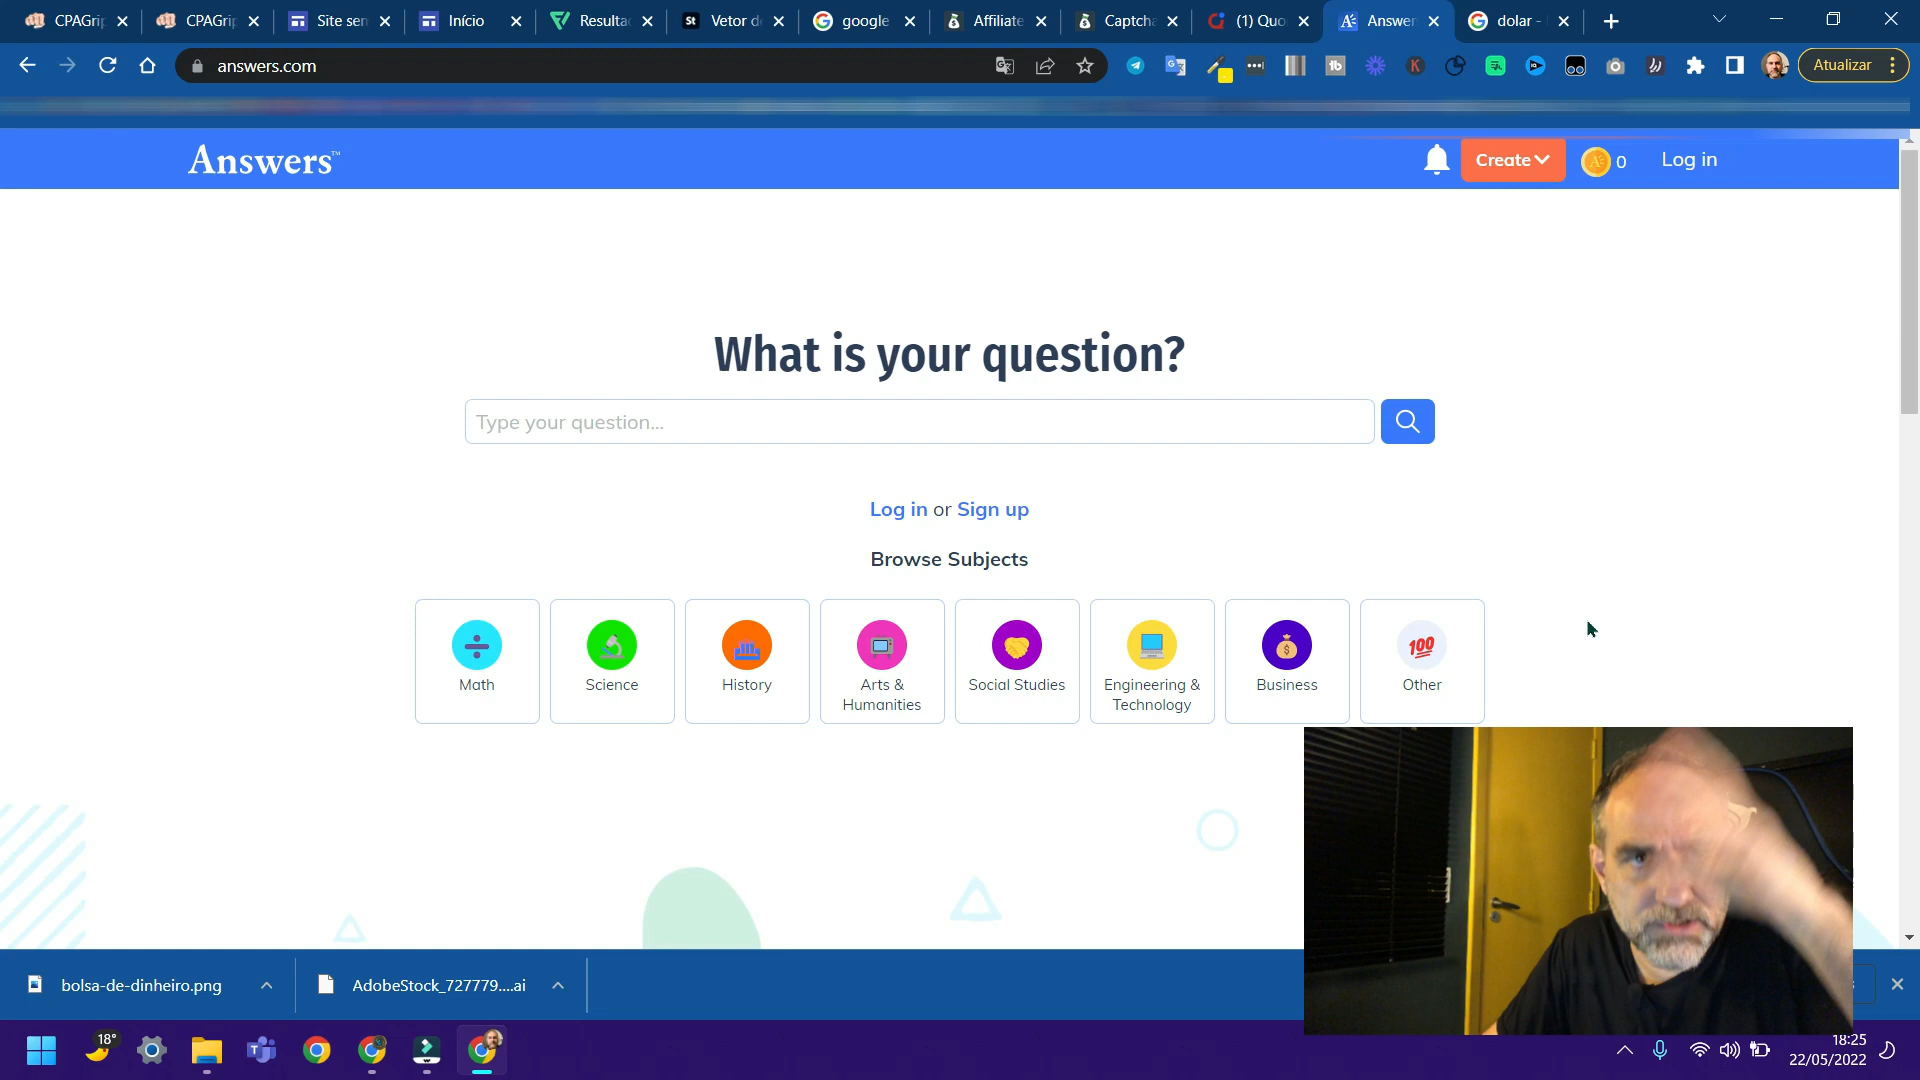 CPAGrip
CPAGrip
Site sem
Início
Resulta
Vetor d
google
Affiliate
Captcha
(1) Quo
Answer
dolar -
answers.com
Atualizar
Answers™
Create
0
Log in
What is your question?
Type your question...
Log in or Sign up
Browse Subjects
Math
Science
History
Arts &
Humanities
Social Studies
Engineering &
Technology
Business
Other
100
bolsa-de-dinheiro.png
AdobeStock_727779....ai
18°
18:25
22/05/2022